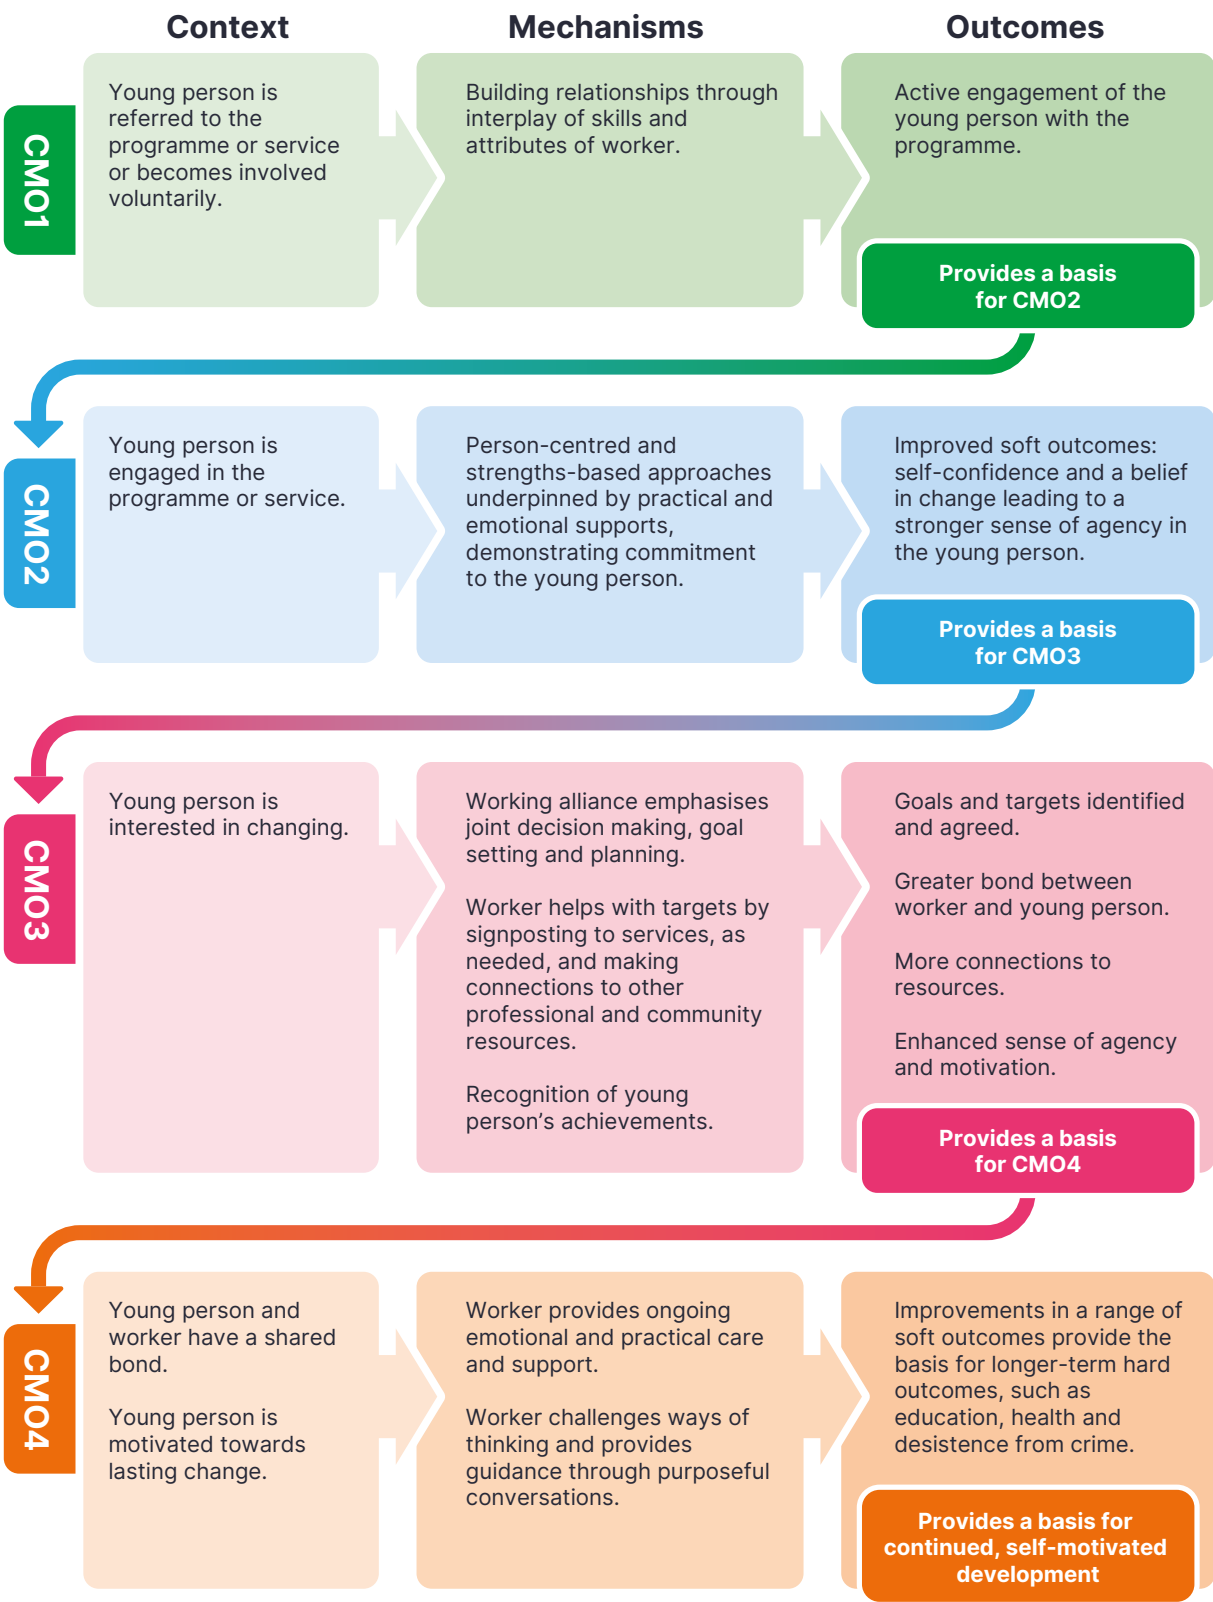 Context
Mechanisms
Outcomes
CMO1
Young person is
referred to the
programme or service
or becomes involved
voluntarily.
Building relationships through
interplay of skills and
attributes of worker.
Active engagement of the
young person with the
programme.
Provides a basis
for CMO2
CMO2
Young person is
engaged in the
programme or service.
Person-centred and
strengths-based approaches
underpinned by practical and
emotional supports,
demonstrating commitment
to the young person.
Improved soft outcomes:
self-confidence and a belief
in change leading to a
stronger sense of agency in
the young person.
Provides a basis
for CMO3
CMO3
Young person is
interested in changing.
Working alliance emphasises
joint decision making, goal
setting and planning.
Worker helps with targets by
signposting to services, as
needed, and making
connections to other
professional and community
resources.
Recognition of young
person’s achievements.
Goals and targets identified
and agreed.
Greater bond between
worker and young person.
More connections to
resources.
Enhanced sense of agency
and motivation.
Provides a basis
for CMO4
CMO4
Young person and
worker have a shared
bond.
Young person is
motivated towards
lasting change.
Worker provides ongoing
emotional and practical care
and support.
Worker challenges ways of
thinking and provides
guidance through purposeful
conversations.
Improvements in a range of
soft outcomes provide the
basis for longer-term hard
outcomes, such as
education, health and
desistence from crime.
Provides a basis for
continued, self-motivated
development